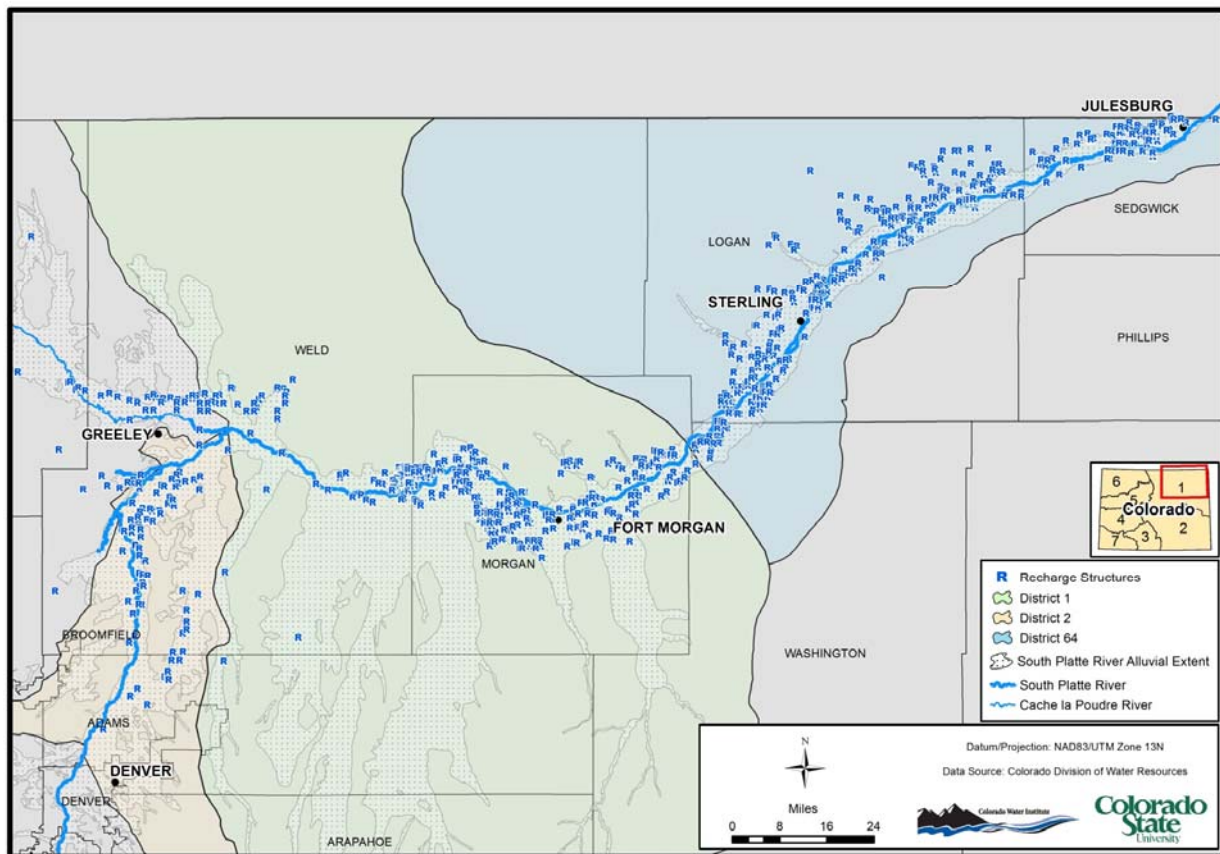 JULESBURG
SEDGWICK
LOGAN
STERLING
PHILLIPS
WELD
GREELEY
FORT MORGAN
MORGAN
BROOMFIELD
WASHINGTON
ADAMS
DENVER
DENVER
ARAPAHOE
6
1
5
Colorado
4
2
3
7
R Recharge Structures
District 1
District 2
District 64
South Platte River Alluvial Extent
South Platte River
Cache la Poudre River
N
Miles
0 8 16 24
Datum/Projection: NAD83/UTM Zone 13N
Data Source: Colorado Division of Water Resources
Colorado Water Institute
Colorado
State
University